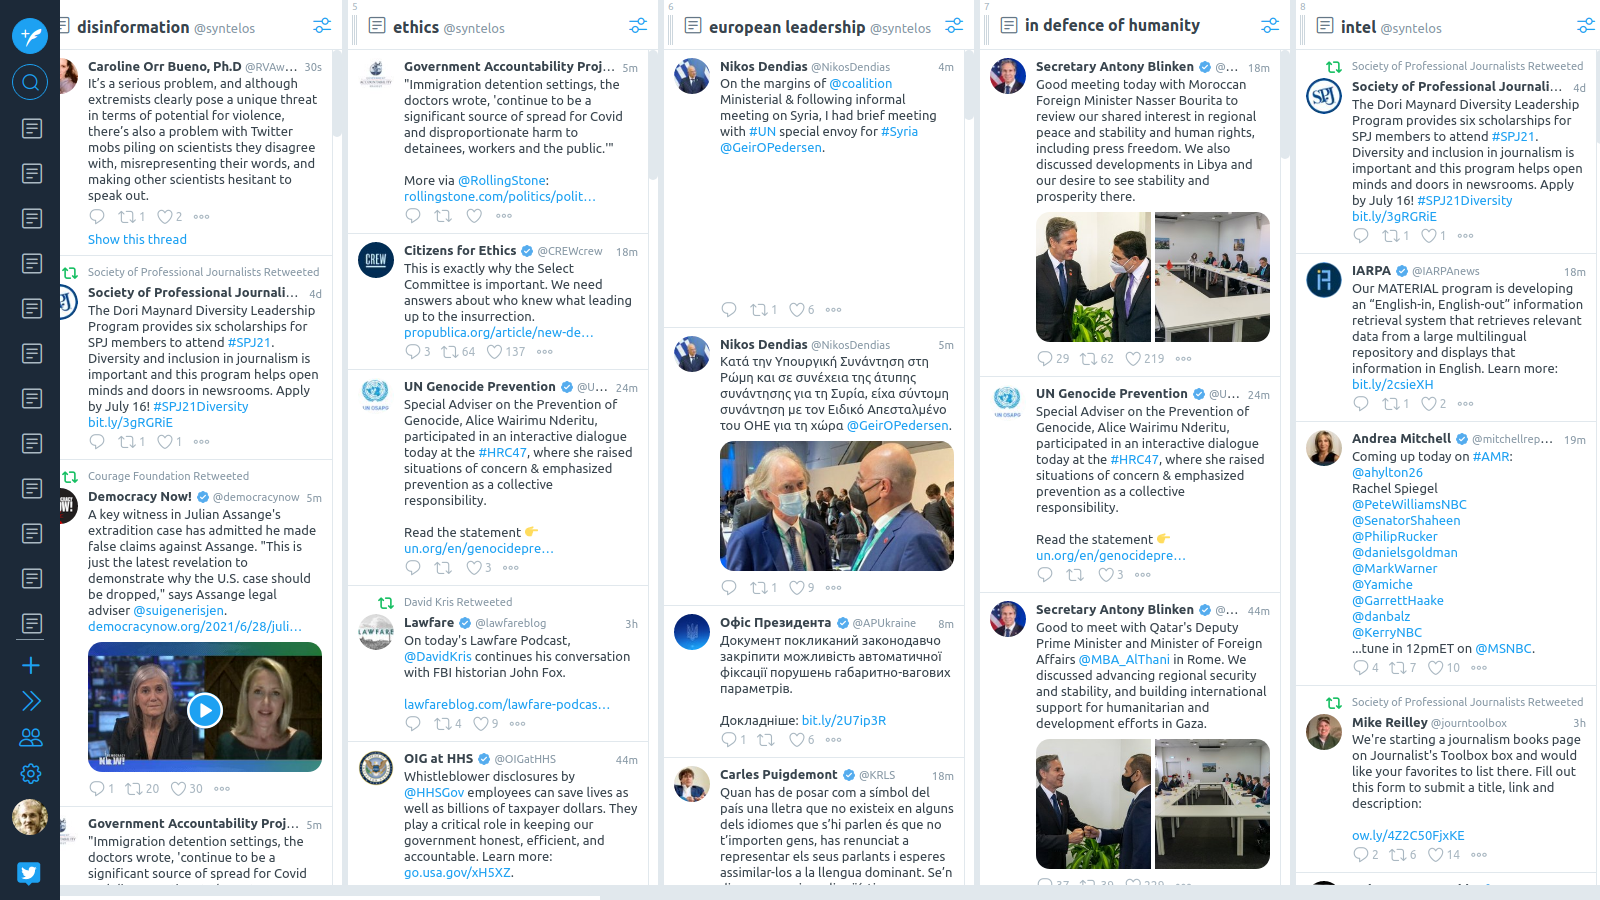 disinformation @syntelos
Caroline Orr Bueno, Ph.D @RVAw... 30s
It's a serious problem, and although
extremists clearly pose a unique threat
in terms of potential for violence,
there's also a problem with Twitter
mobs piling on scientists they disagree
with, misrepresenting their words, and
making other scientists hesitant to
speak out.
1 2
Show this thread
Society of Professional Journalists Retweeted
Society of Professional Journali... 4d
The Dori Maynard Diversity Leadership
Program provides six scholarships for
SPJ members to attend #SPJ21.
Diversity and inclusion in journalism is
important and this program helps open
minds and doors in newsrooms. Apply
by July 16! #SPJ21Diversity
bit.ly/3gRGRiE
1 1
Courage Foundation Retweeted
Democracy Now! @democracynow 5m
A key witness in Julian Assange's
extradition case has admitted he made
false claims against Assange. "This is
just the latest revelation to
demonstrate why the U.S. case should
be dropped," says Assange legal
adviser @suigenerisjen.
democracynow.org/2021/6/28/juli...
1 20 30
Government Accountability Proj... 5m
"Immigration detention settings, the
doctors wrote, 'continue to be a
significant source of spread for Covid
5
ethics @syntelos
Government Accountability Proj... 5m
"Immigration detention settings, the
doctors wrote, 'continue to be a
significant source of spread for Covid
and disproportionate harm to
detainees, workers and the public.'"
More via @RollingStone:
rollingstone.com/politics/polit...
Citizens for Ethics @CREWcrew 18m
CREW
This is exactly why the Select
Committee is important. We need
answers about who knew what leading
up to the insurrection.
propublica.org/article/new-de...
3 64 137
UN Genocide Prevention @U... 24m
Special Adviser on the Prevention of
Genocide, Alice Wairimu Nderitu,
participated in an interactive dialogue
today at the #HRC47, where she raised
situations of concern & emphasized
prevention as a collective
responsibility.
Read the statement 👉
un.org/en/genocidepre...
3
David Kris Retweeted
Lawfare @lawfareblog 3h
LAWFARE
On today's Lawfare Podcast,
@DavidKris continues his conversation
with FBI historian John Fox.
lawfareblog.com/lawfare-podcas...
4 9
OIG at HHS @OIGatHHS 44m
Whistleblower disclosures by
@HHSGov employees can save lives as
well as billions of taxpayer dollars. They
play a critical role in keeping our
government honest, efficient, and
accountable. Learn more:
go.usa.gov/xH5XZ.
6
european leadership @syntelos
Nikos Dendias @NikosDendias 4m
On the margins of @coalition
Ministerial & following informal
meeting on Syria, I had brief meeting
with #UN special envoy for #Syria
@GeirOPedersen.
1 6
Nikos Dendias @NikosDendias 5m
Κατά την Υπουργική Συνάντηση στη
Ρώμη και σε συνέχεια της άτυπης
συνάντησης για τη Συρία, είχα σύντομη
συνάντηση με τον Ειδικό Απεσταλμένο
του ΟΗΕ για τη χώρα @GeirOPedersen.
1 9
Офіс Президента @APUkraine 8m
Документ покликаний законодавчо
закріпити можливість автоматичної
фіксації порушень габаритно-вагових
параметрів.
Докладніше: bit.ly/2U7ip3R
1 6
Carles Puigdemont @KRLS 18m
Quan has de posar com a símbol del
país una lletra que no existeix en alguns
dels idiomes que s'hi parlen és que no
t'importen gens, has renunciat a
representar els seus parlants i esperes
assimilar-los a la llengua dominant. Se'n
7
in defence of humanity
Secretary Antony Blinken @... 18m
Good meeting today with Moroccan
Foreign Minister Nasser Bourita to
review our shared interest in regional
peace and stability and human rights,
including press freedom. We also
discussed developments in Libya and
our desire to see stability and
prosperity there.
29 62 219
UN Genocide Prevention @U... 24m
Special Adviser on the Prevention of
Genocide, Alice Wairimu Nderitu,
participated in an interactive dialogue
today at the #HRC47, where she raised
situations of concern & emphasized
prevention as a collective
responsibility.
Read the statement 👉
un.org/en/genocidepre...
3
Secretary Antony Blinken @... 44m
Good to meet with Qatar's Deputy
Prime Minister and Minister of Foreign
Affairs @MBA_AlThani in Rome. We
discussed advancing regional security
and stability, and building international
support for humanitarian and
development efforts in Gaza.
8
intel @syntelos
Society of Professional Journalists Retweeted
Society of Professional Journali... 4d
SPJ
The Dori Maynard Diversity Leadership
Program provides six scholarships for
SPJ members to attend #SPJ21.
Diversity and inclusion in journalism is
important and this program helps open
minds and doors in newsrooms. Apply
by July 16! #SPJ21Diversity
bit.ly/3gRGRiE
1 1
IARPA @IARPAnews 18m
Our MATERIAL program is developing
an “English-in, English-out” information
retrieval system that retrieves relevant
data from a large multilingual
repository and displays that
information in English. Learn more:
bit.ly/2csieXH
1 2
Andrea Mitchell @mitchellrep... 19m
Coming up today on #AMR:
@ahylton26
Rachel Spiegel
@PeteWilliamsNBC
@SenatorShaheen
@PhilipRucker
@danielsgoldman
@MarkWarner
@Yamiche
@GarrettHaake
@danbalz
@KerryNBC
...tune in 12pmET on @MSNBC.
4 7 10
Society of Professional Journalists Retweeted
Mike Reilley @journtoolbox 3h
We're starting a journalism books page
on Journalist's Toolbox box and would
like your favorites to list there. Fill out
this form to submit a title, link and
description:
ow.ly/4Z2C50FjxKE
2 6 14